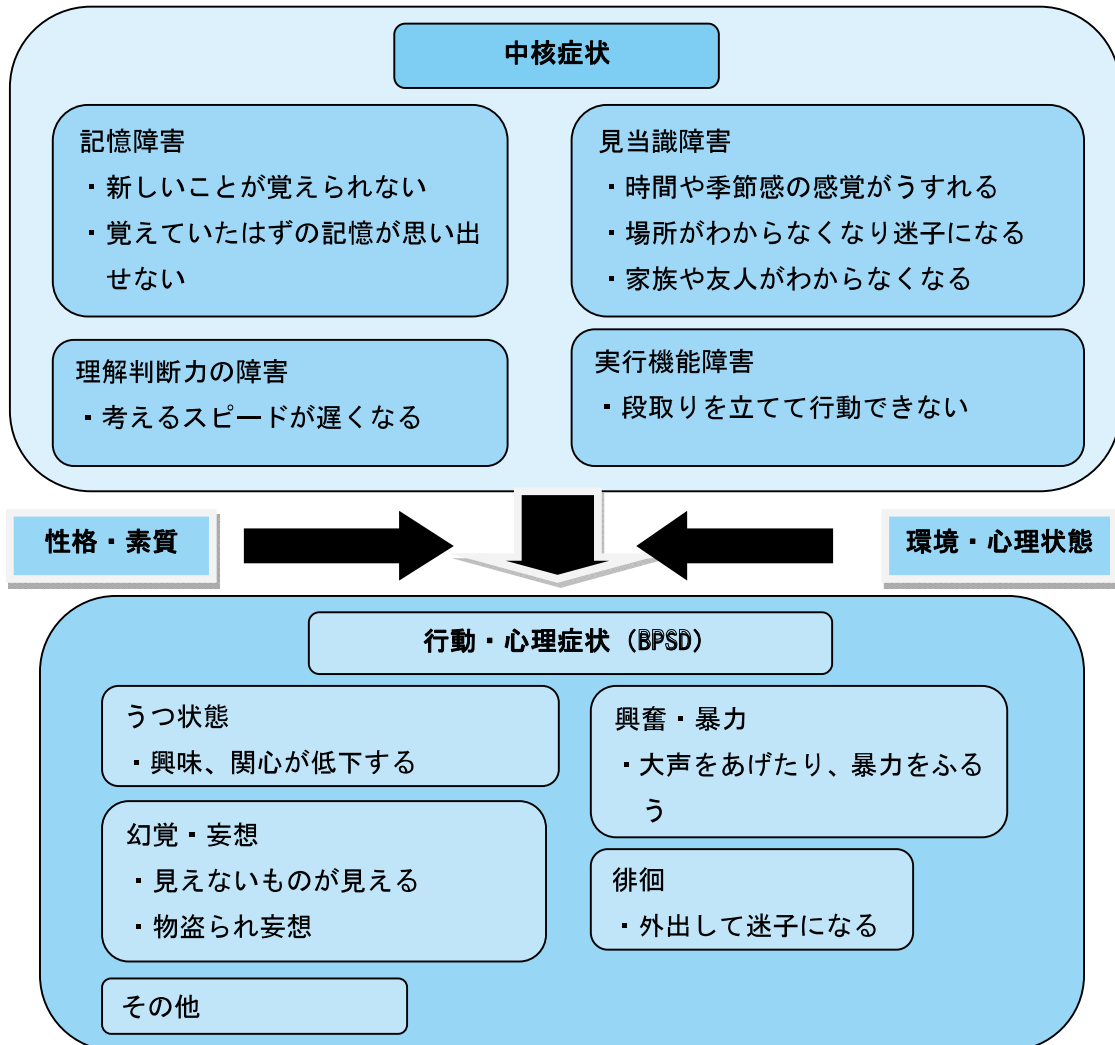 中核症状
記憶障害
・新しいことが覚えられない
・覚えていたはずの記憶が思い出
せない
見当識障害
・時間や季節感の感覚がうすれる
・場所がわからなくなり迷子になる
・家族や友人がわからなくなる
理解判断力の障害
・考えるスピードが遅くなる
実行機能障害
・段取りを立てて行動できない
性格・素質
環境・心理状態
行動・心理症状（BPSD）
うつ状態
・興味、関心が低下する
興奮・暴力
・大声をあげたり、暴力をふる
う
幻覚・妄想
・見えないものが見える
・物盗られ妄想
徘徊
・外出して迷子になる
その他